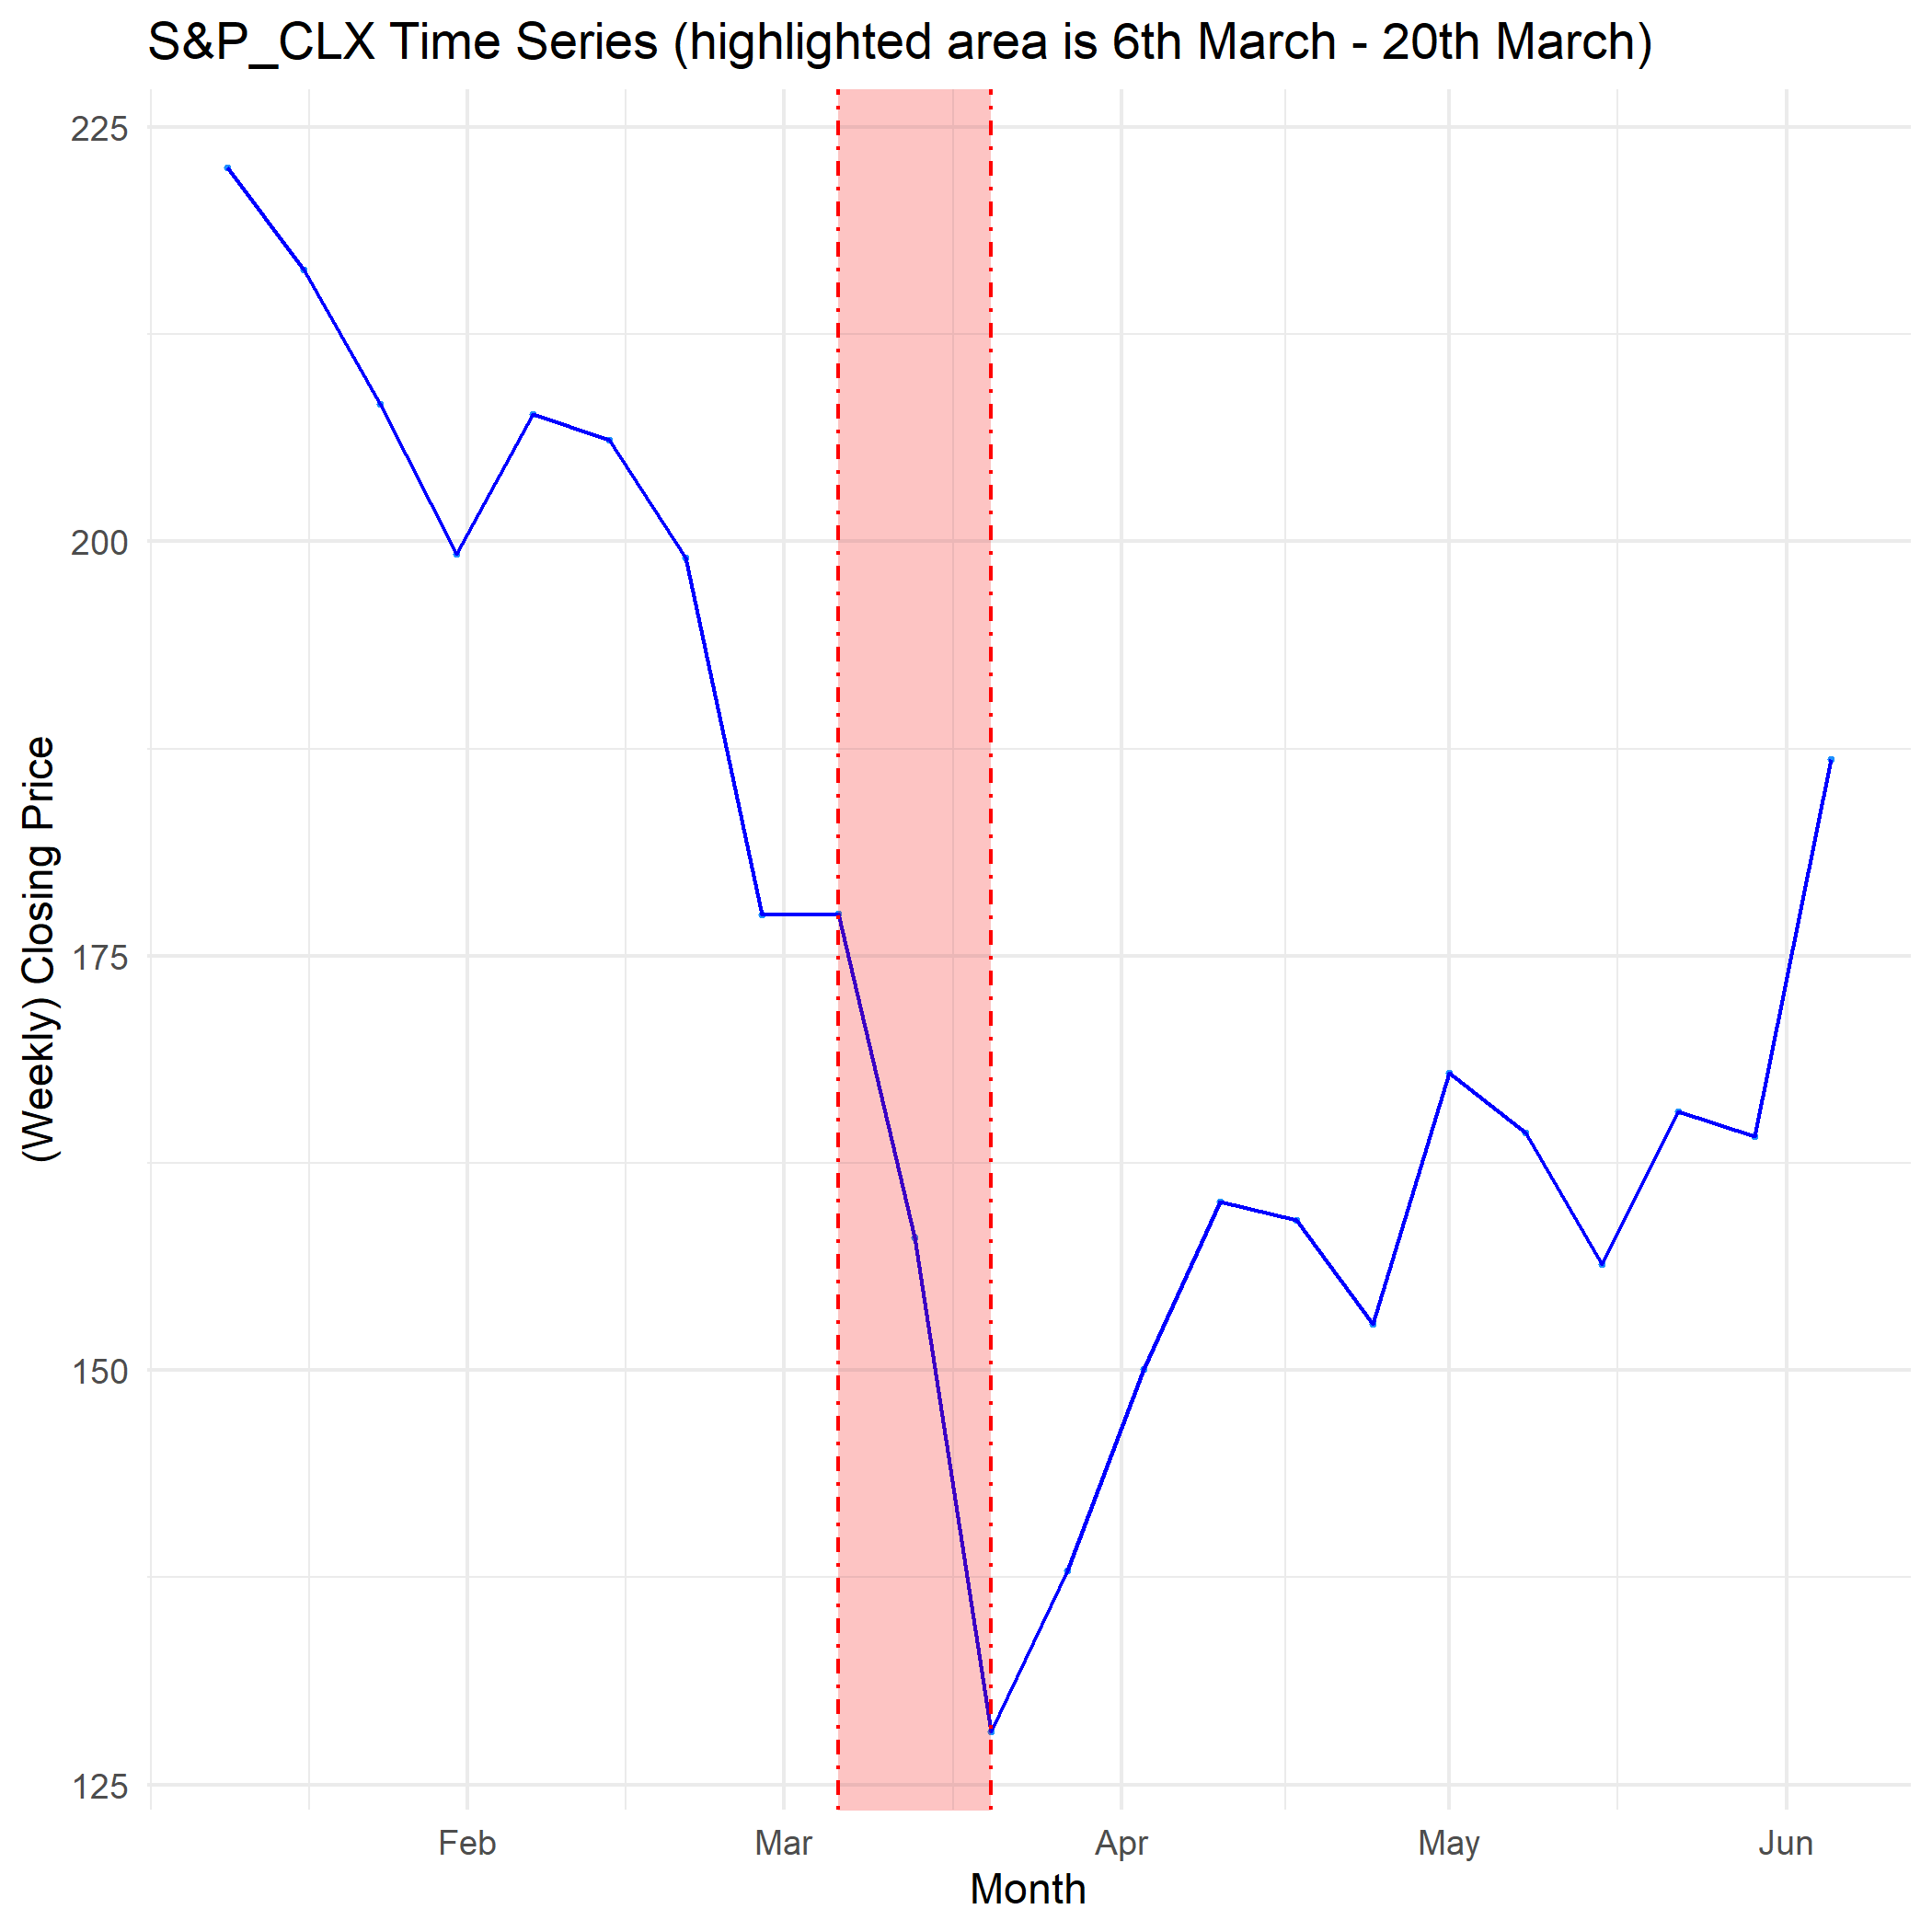 S&P_CLX Time Series (highlighted area is 6th March - 20th March)
225
200
175
150
125
(Weekly) Closing Price
Feb
Mar
Apr
May
Jun
Month